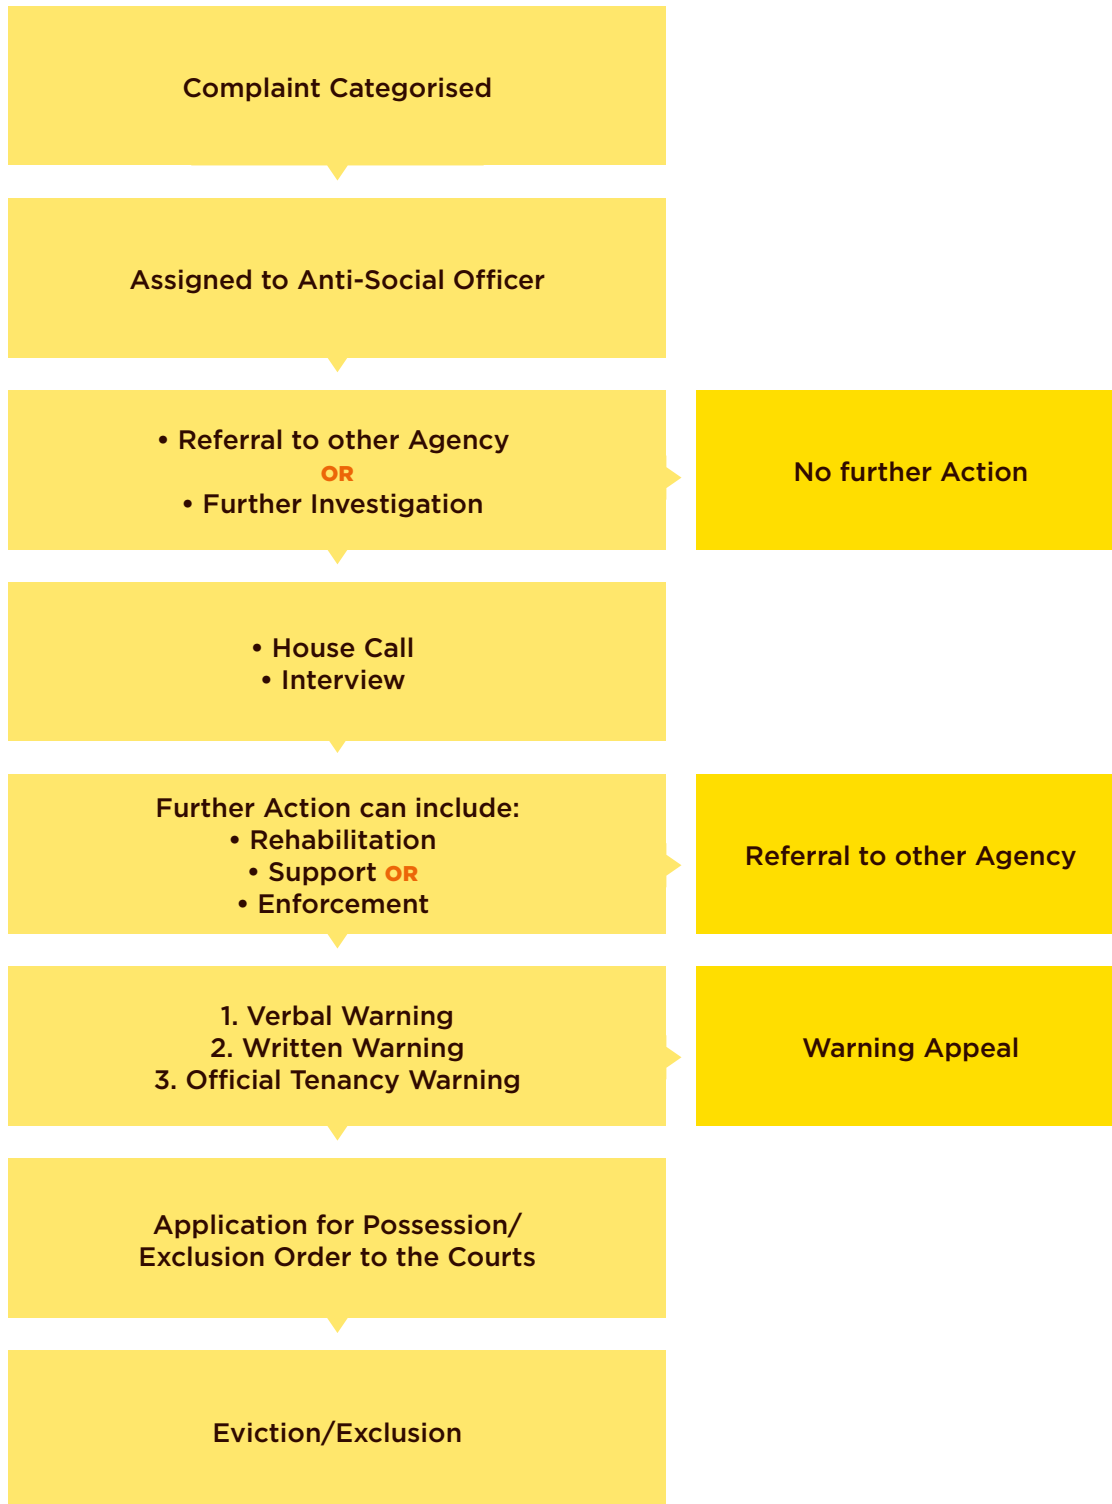 Complaint Categorised
Assigned to Anti-Social Officer
• Referral to other Agency
OR
• Further Investigation
No further Action
• House Call
• Interview
Further Action can include:
• Rehabilitation
• Support OR
• Enforcement
Referral to other Agency
1. Verbal Warning
2. Written Warning
3. Official Tenancy Warning
Warning Appeal
Application for Possession/
Exclusion Order to the Courts
Eviction/Exclusion